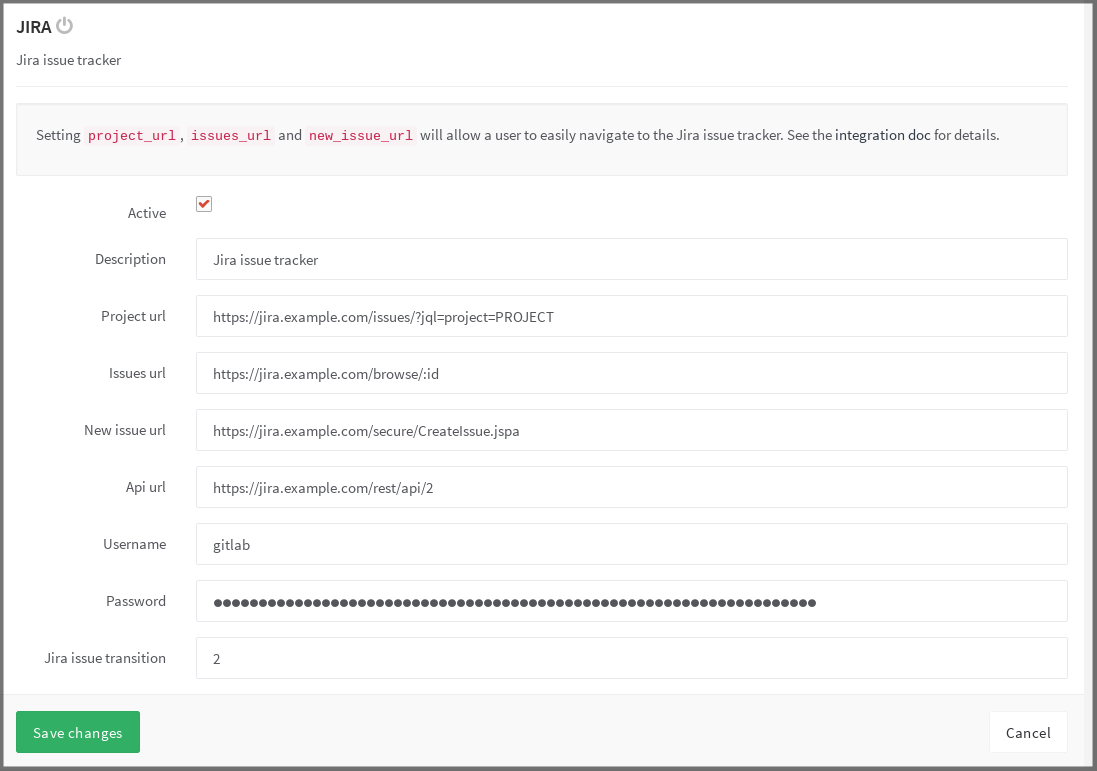 JIRA
Jira issue tracker
Setting project_url, issues_url and new_issue_url will allow a user to easily navigate to the Jira issue tracker. See the integration doc for details.
Active
Description Jira issue tracker
Project url https://jira.example.com/issues/?jql=project=PROJECT
Issues url https://jira.example.com/browse/:id
New issue url https://jira.example.com/secure/CreateIssue.jspa
Api url https://jira.example.com/rest/api/2
Username gitlab
Password
Jira issue transition 2
Save changes Cancel